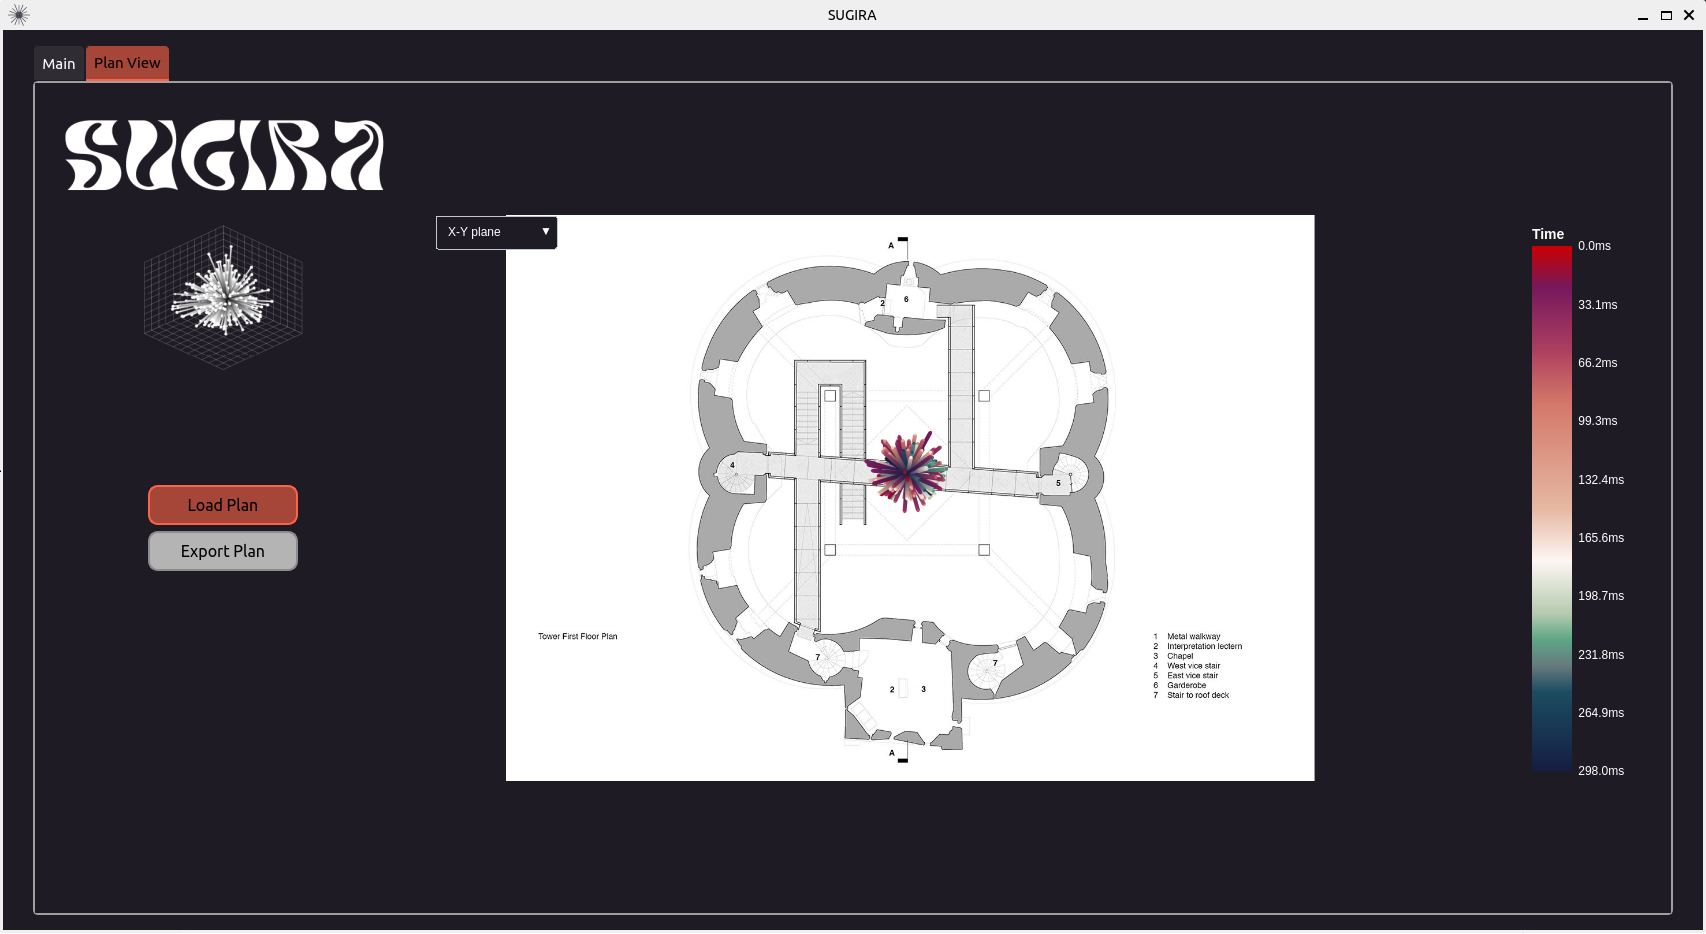 SUGIRA
Main
Plan View
SUGIRA
X-Y plane
Load Plan
Export Plan
A
2
6
4
5
7
7
2
3
A
Tower First Floor Plan
1 Metal walkway
2 Interpretation lectern
3 Chapel
4 West vice stair
5 East vice stair
6 Garderobe
7 Stair to roof deck
Time
0.0ms
33.1ms
66.2ms
99.3ms
132.4ms
165.6ms
198.7ms
231.8ms
264.9ms
298.0ms